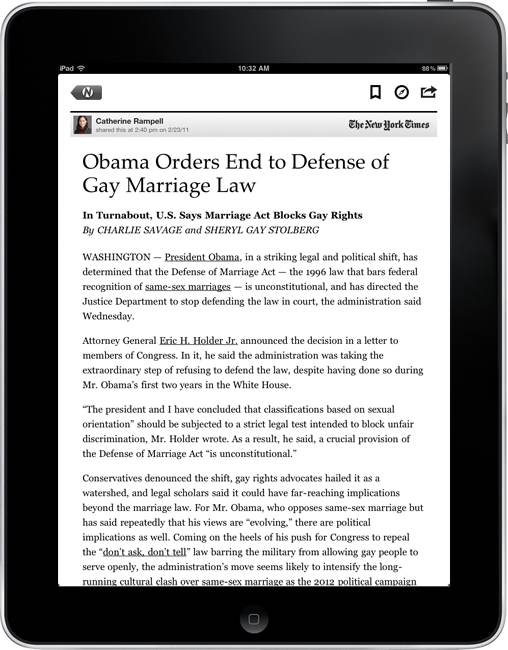 iPad 10:32 AM 88%
N
Catherine Rampell
shared this at 2:40 pm on 2/23/11
The New York Times
Obama Orders End to Defense of
Gay Marriage Law
In Turnabout, U.S. Says Marriage Act Blocks Gay Rights
By CHARLIE SAVAGE and SHERYL GAY STOLBERG
WASHINGTON — President Obama, in a striking legal and political shift, has
determined that the Defense of Marriage Act — the 1996 law that bars federal
recognition of same-sex marriages — is unconstitutional, and has directed the
Justice Department to stop defending the law in court, the administration said
Wednesday.
Attorney General Eric H. Holder Jr. announced the decision in a letter to
members of Congress. In it, he said the administration was taking the
extraordinary step of refusing to defend the law, despite having done so during
Mr. Obama’s first two years in the White House.
“The president and I have concluded that classifications based on sexual
orientation” should be subjected to a strict legal test intended to block unfair
discrimination, Mr. Holder wrote. As a result, he said, a crucial provision of
the Defense of Marriage Act “is unconstitutional.”
Conservatives denounced the shift, gay rights advocates hailed it as a
watershed, and legal scholars said it could have far-reaching implications
beyond the marriage law. For Mr. Obama, who opposes same-sex marriage but
has said repeatedly that his views are “evolving,” there are political
implications as well. Coming on the heels of his push for Congress to repeal
the “don’t ask, don’t tell” law barring the military from allowing gay people to
serve openly, the administration’s move seems likely to intensify the long-
running cultural clash over same-sex marriage as the 2012 political campaign